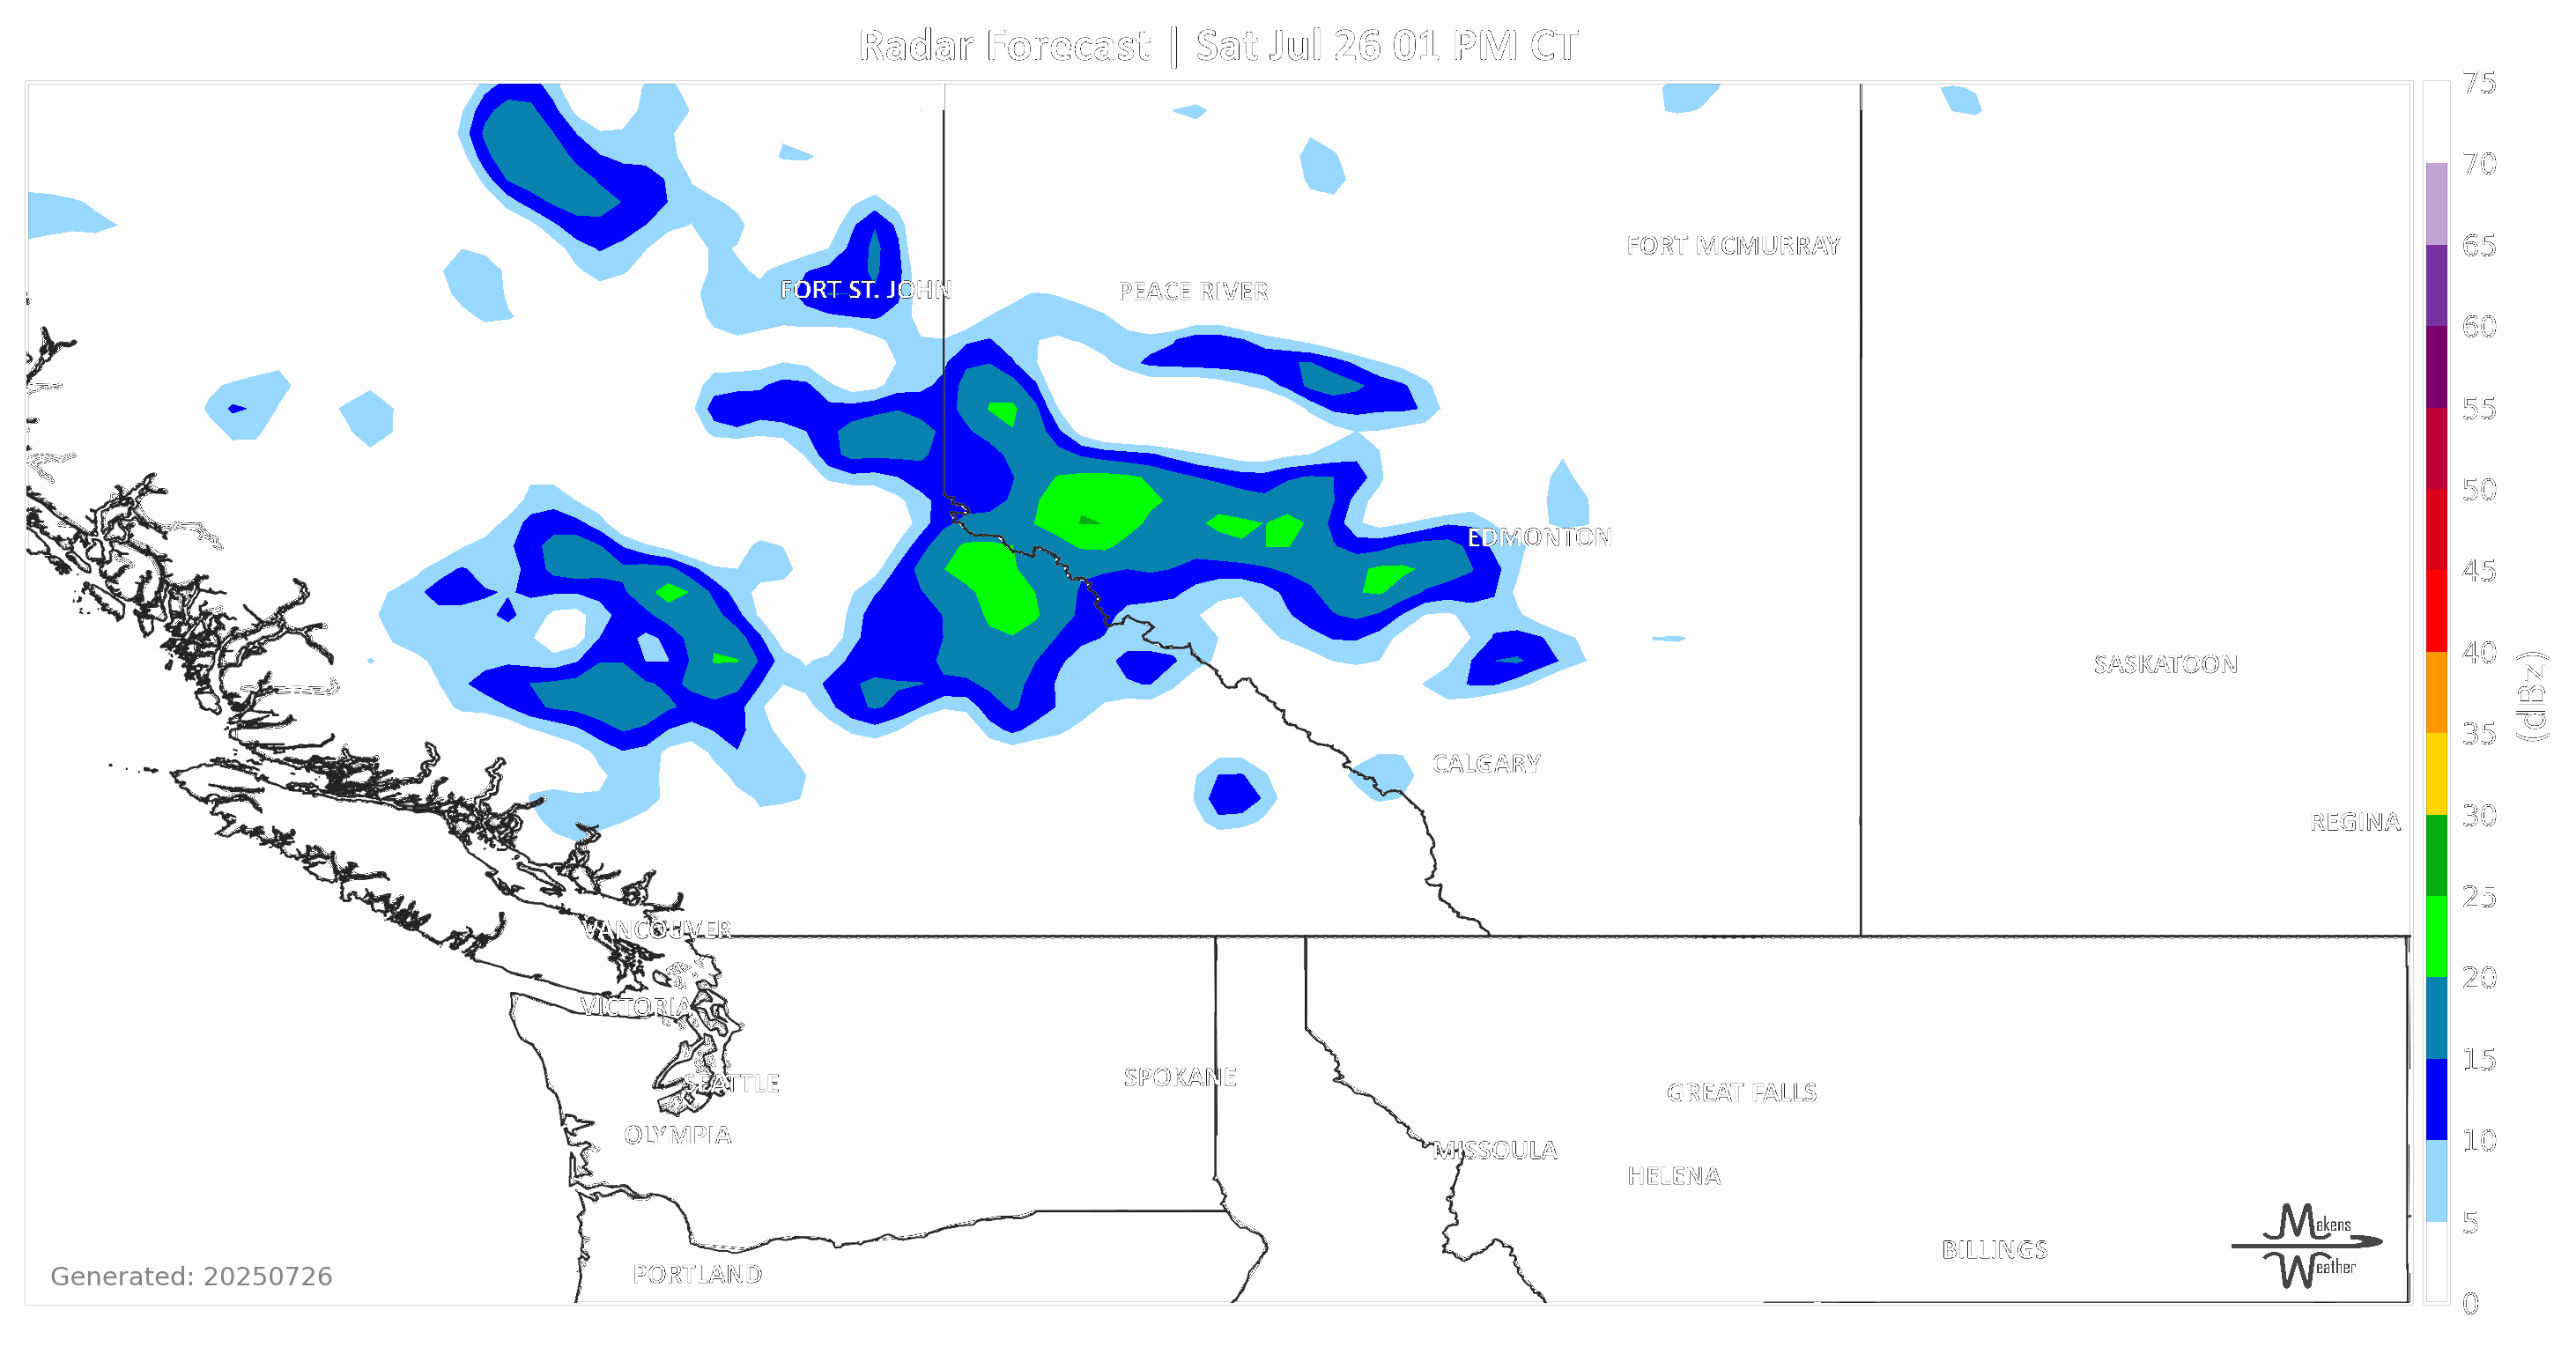 Radar Forecast | Sat Jul 26 01 PM CT
75
70
65
60
55
50
45
40
35
30
25
20
15
10
5
0
(dBz)
FORT MCMURRAY
FORT ST. JOHN
PEACE RIVER
EDMONTON
SASKATOON
CALGARY
REGINA
VANCOUVER
VICTORIA
SEATTLE
SPOKANE
GREAT FALLS
OLYMPIA
MISSOULA
HELENA
BILLINGS
PORTLAND
Makens
Weather
Generated: 20250726